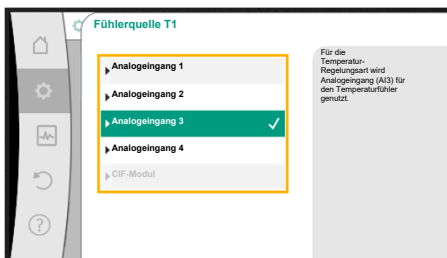 Fühlerquelle T1
Analogeingang 1
Analogeingang 2
Analogeingang 3
Analogeingang 4
CIF-Modul
Für die
Temperatur-
Regelungsart wird
Analogeingang (AI3) für
den Temperaturfühler
genutzt.